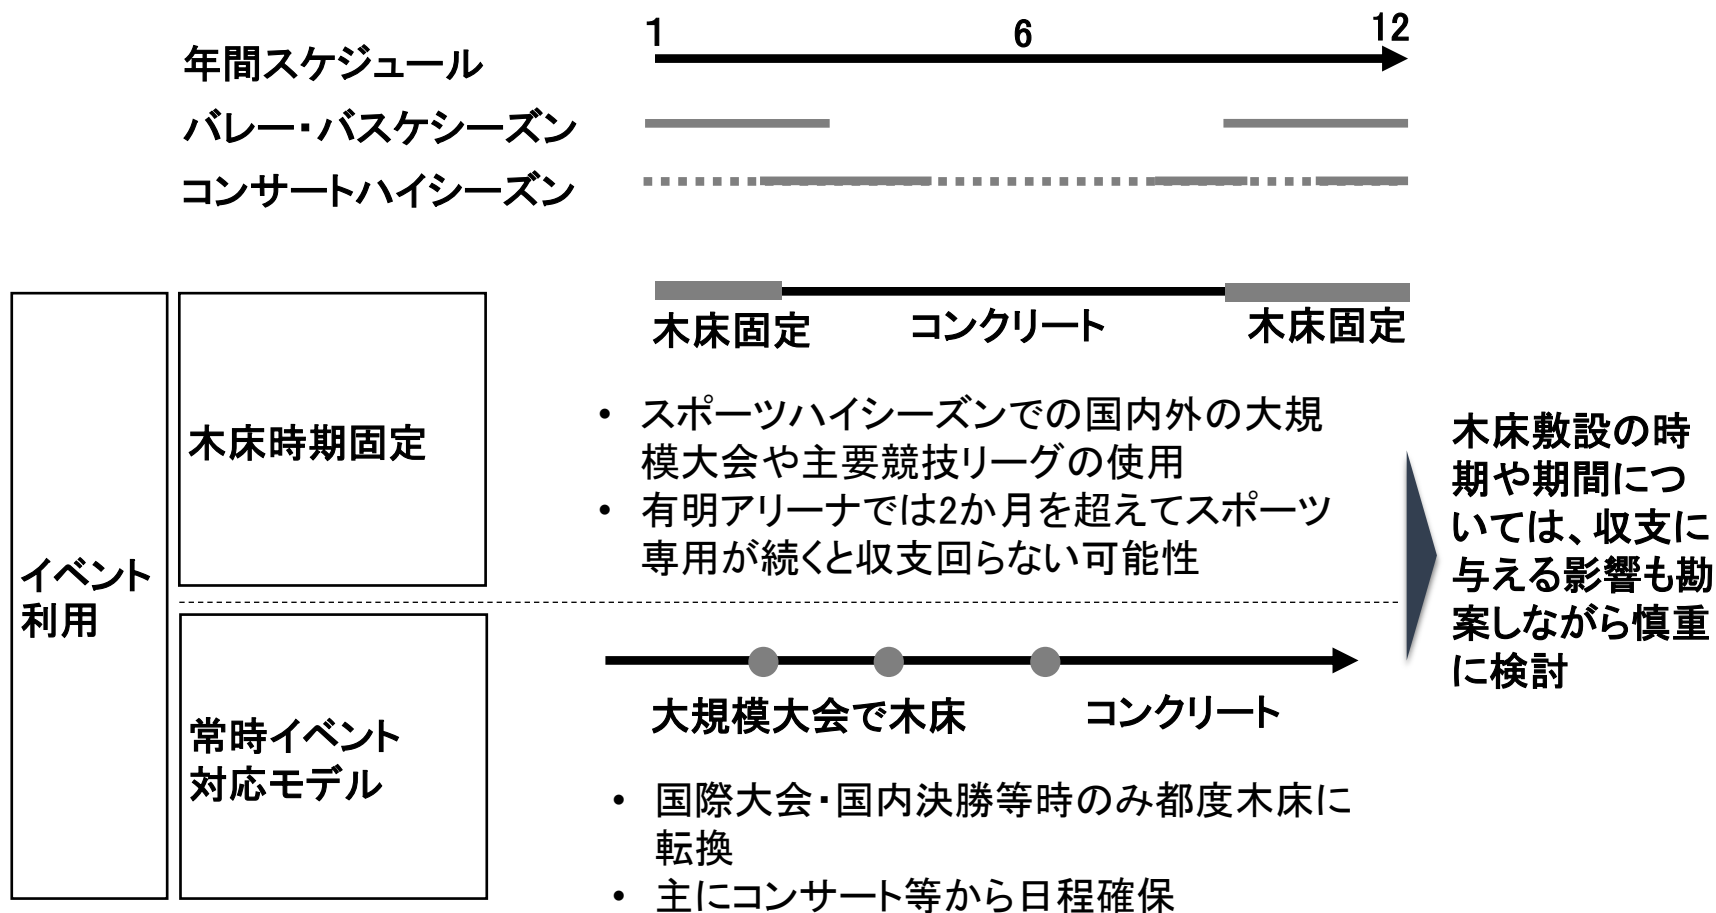 1
6
12
年間スケジュール
バレー・バスケシーズン
コンサートハイシーズン
木床固定
コンクリート
木床固定
イベント
利用
木床時期固定
• スポーツハイシーズンでの国内外の大規
模大会や主要競技リーグの使用
• 有明アリーナでは2か月を超えてスポーツ
専用が続くと収支回らない可能性
常時イベント
対応モデル
大規模大会で木床
コンクリート
• 国際大会・国内決勝等時のみ都度木床に
転換
• 主にコンサート等から日程確保
木床敷設の時
期や期間につ
いては、収支に
与える影響も勘
案しながら慎重
に検討